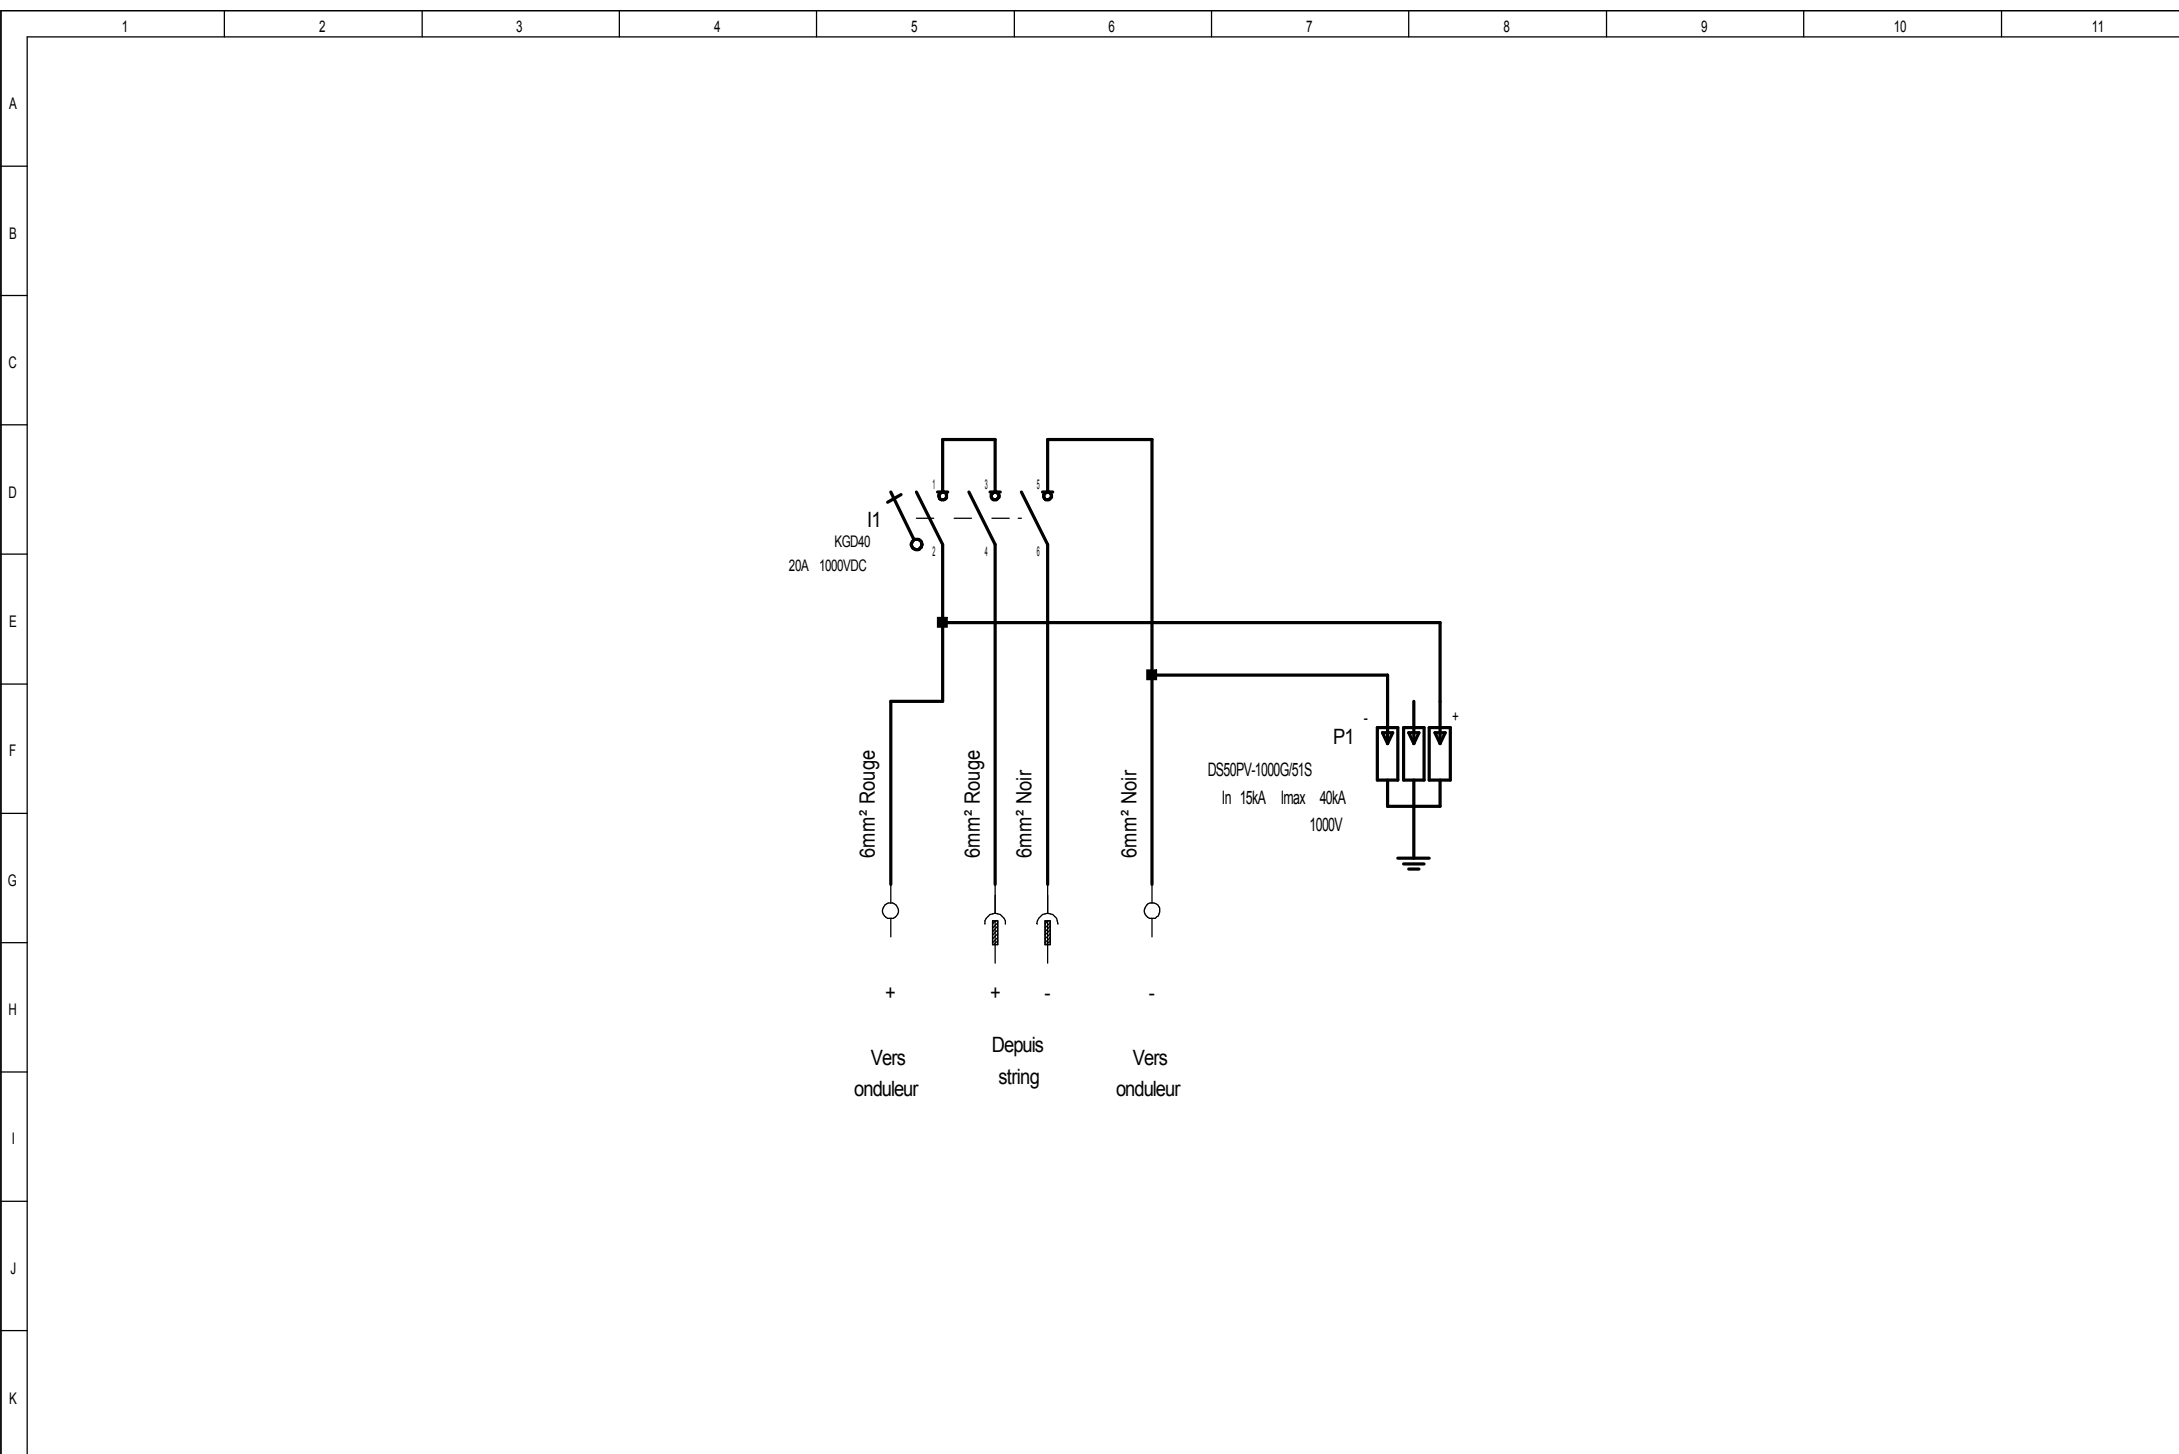 1 2 3 4 5 6 7 8 9 10 11
A
B
C
D
1 3 5
I1
KGD40
2 4 6
20A 1000VDC
E
F
- +
P1
DS50PV-1000G/51S
In 15kA Imax 40kA
1000V
6mm² Rouge
6mm² Rouge
6mm² Noir
6mm² Noir
G
H
+ + - -
Vers
onduleur
Depuis
string
Vers
onduleur
I
J
K